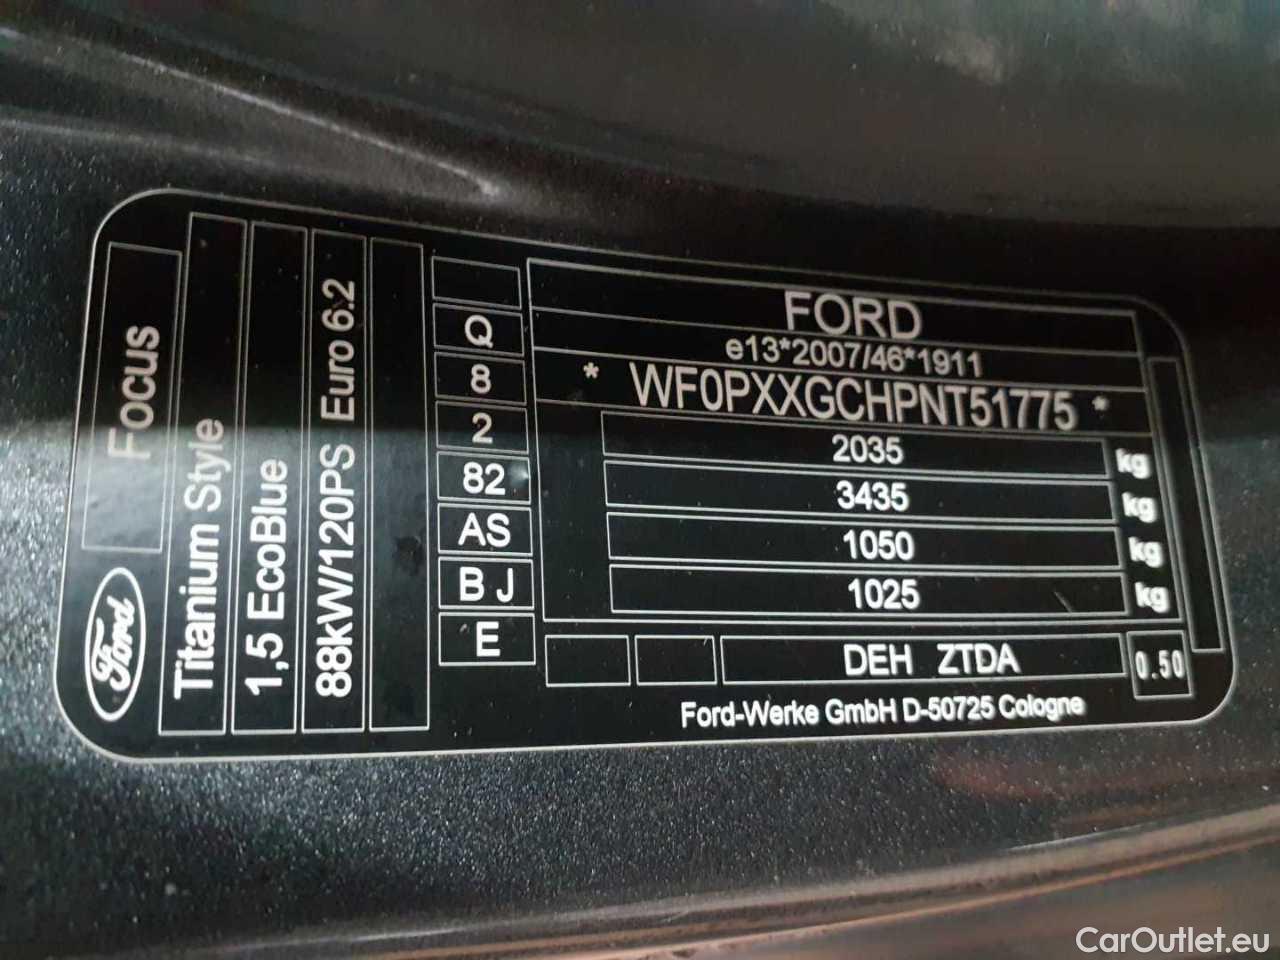 FORD
e13*2007/46*1911
* WF0PXXGCHPNT51775 *
2035 kg
3435 kg
1050 kg
1025 kg
DEH ZTDA
0.50
Ford-Werke GmbH D-50725 Cologne
Q
8
2
82
AS
B J
E
Ford
Focus
Titanium Style
1,5 EcoBlue
88kW/120PS Euro 6.2
CarOutlet.eu